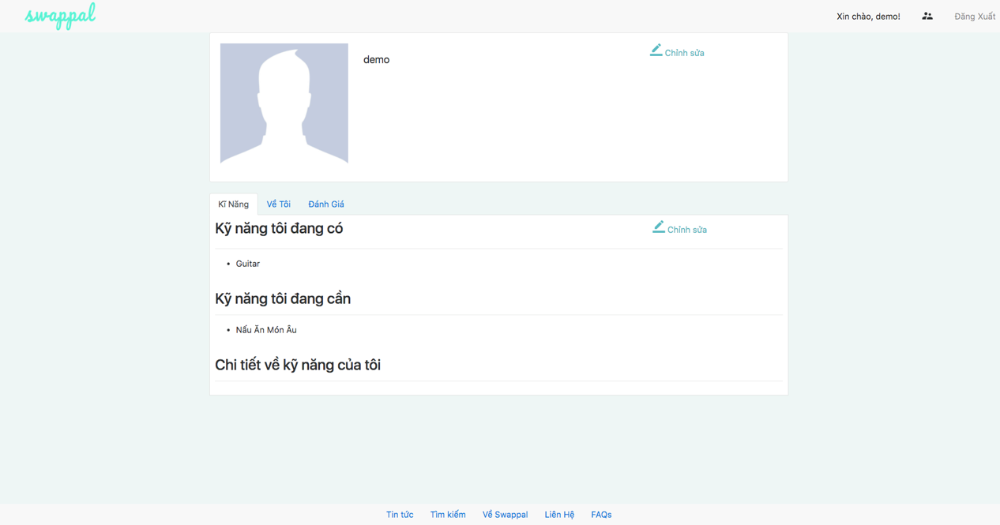 swappal
Xin chào, demo!
Đăng Xuất
demo
Chỉnh sửa
Kĩ Năng
Về Tôi
Đánh Giá
Kỹ năng tôi đang có
Chỉnh sửa
• Guitar
Kỹ năng tôi đang cần
• Nấu Ăn Món Âu
Chi tiết về kỹ năng của tôi
Tin tức
Tìm kiếm
Về Swappal
Liên Hệ
FAQs